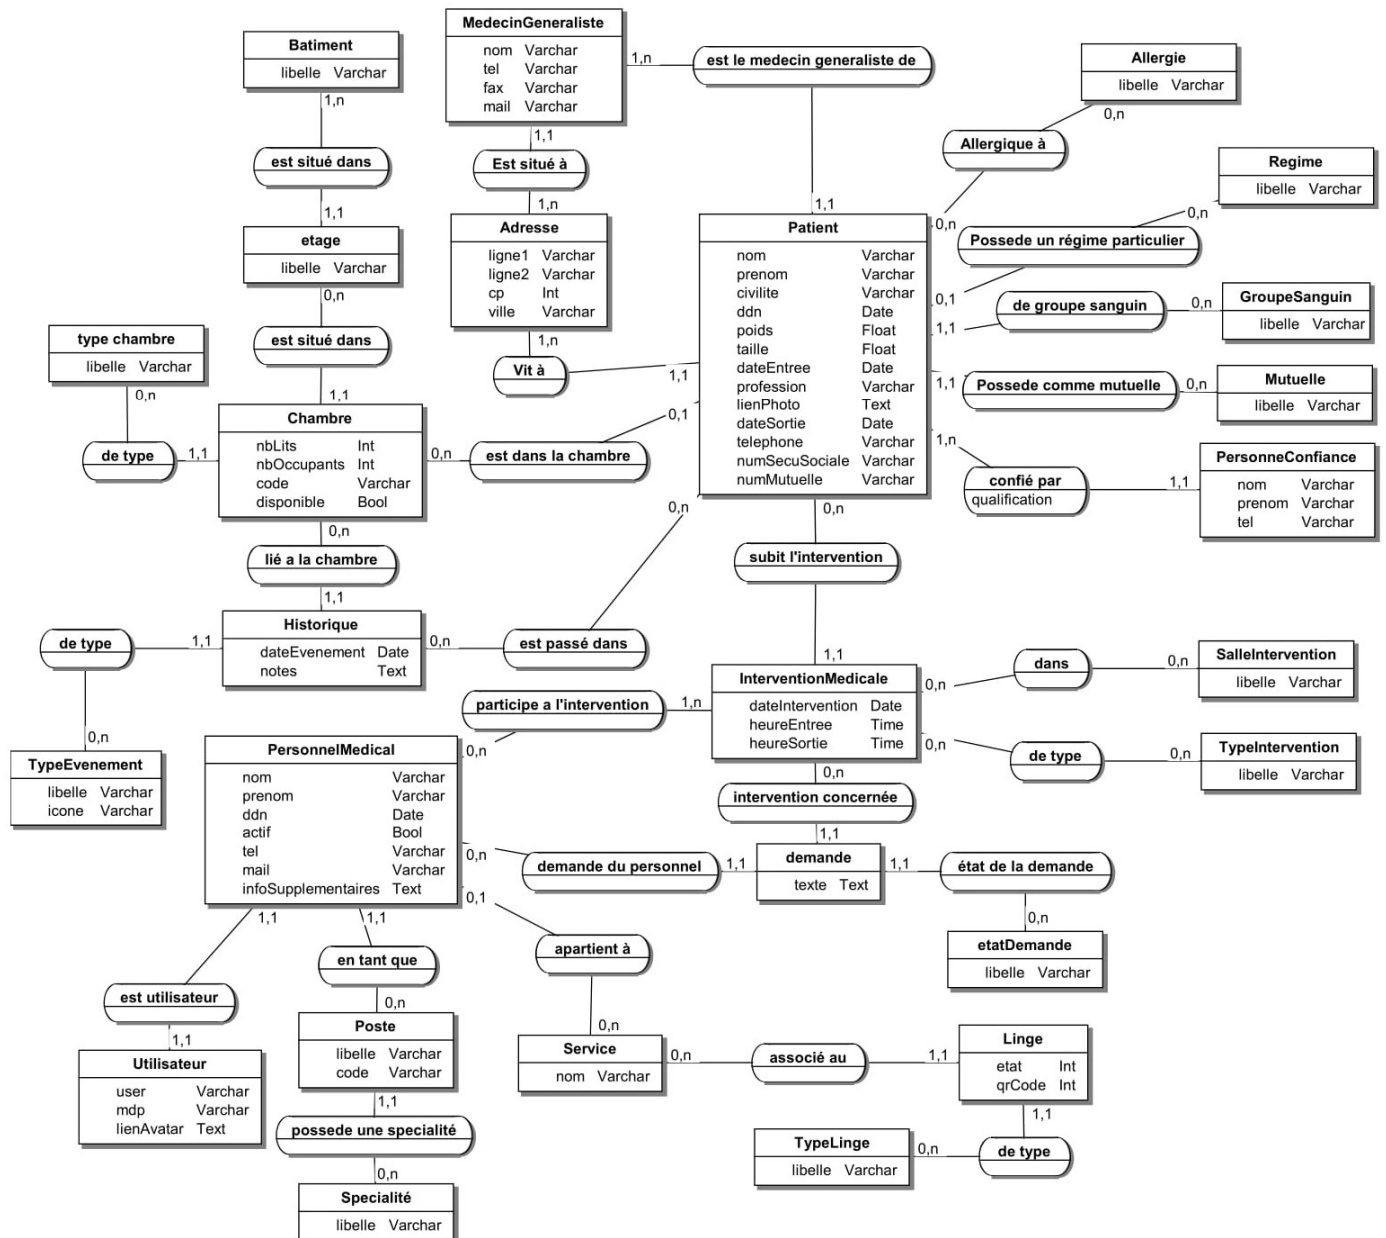 MedecinGeneraliste
nom Varchar
tel Varchar
fax Varchar
mail Varchar
1,n
est le medecin generaliste de
1,1
1,1
Est situé à
1,n
Batiment
libelle Varchar
1,n
est situé dans
1,1
etage
libelle Varchar
0,n
est situé dans
1,1
Allergie
libelle Varchar
0,n
Allergique à
0,n
Regime
libelle Varchar
0,n
Possede un régime particulier
0,1
Adresse
ligne1 Varchar
ligne2 Varchar
cp Int
ville Varchar
1,n
Vit à
1,1
Patient
nom Varchar
prenom Varchar
civilite Varchar
ddn Date
poids Float
taille Float
dateEntree Date
profession Varchar
lienPhoto Text
dateSortie Date
telephone Varchar
numSecuSociale Varchar
numMutuelle Varchar
GroupeSanguin
libelle Varchar
0,n
de groupe sanguin
1,1
Mutuelle
libelle Varchar
0,n
Possede comme mutuelle
1,1
PersonneConfiance
nom Varchar
prenom Varchar
tel Varchar
1,1
confié par
qualification
1,n
type chambre
libelle Varchar
0,n
de type
1,1
Chambre
nbLits Int
nbOccupants Int
code Varchar
disponible Bool
0,n
est dans la chambre
0,1
0,n
lié a la chambre
1,1
Historique
dateEvenement Date
notes Text
0,n
est passé dans
0,n
de type
1,1
0,n
TypeEvenement
libelle Varchar
icone Varchar
0,n
subit l'intervention
1,1
InterventionMedicale
dateIntervention Date
heureEntree Time
heureSortie Time
0,n
dans
0,n
SalleIntervention
libelle Varchar
0,n
de type
0,n
TypeIntervention
libelle Varchar
participe a l'intervention
1,n
0,n
PersonnelMedical
nom Varchar
prenom Varchar
ddn Date
actif Bool
tel Varchar
mail Varchar
infoSupplementaires Text
0,n
intervention concernée
1,1
0,n
demande du personnel
1,1
demande
texte Text
1,1
état de la demande
0,n
etatDemande
libelle Varchar
0,1
apartient à
0,n
1,1
est utilisateur
1,1
Utilisateur
user Varchar
mdp Varchar
lienAvatar Text
1,1
en tant que
0,n
Poste
libelle Varchar
code Varchar
1,1
possede une specialité
0,n
Specialité
libelle Varchar
Service
nom Varchar
0,n
associé au
1,1
Linge
etat Int
qrCode Int
1,1
de type
0,n
TypeLinge
libelle Varchar